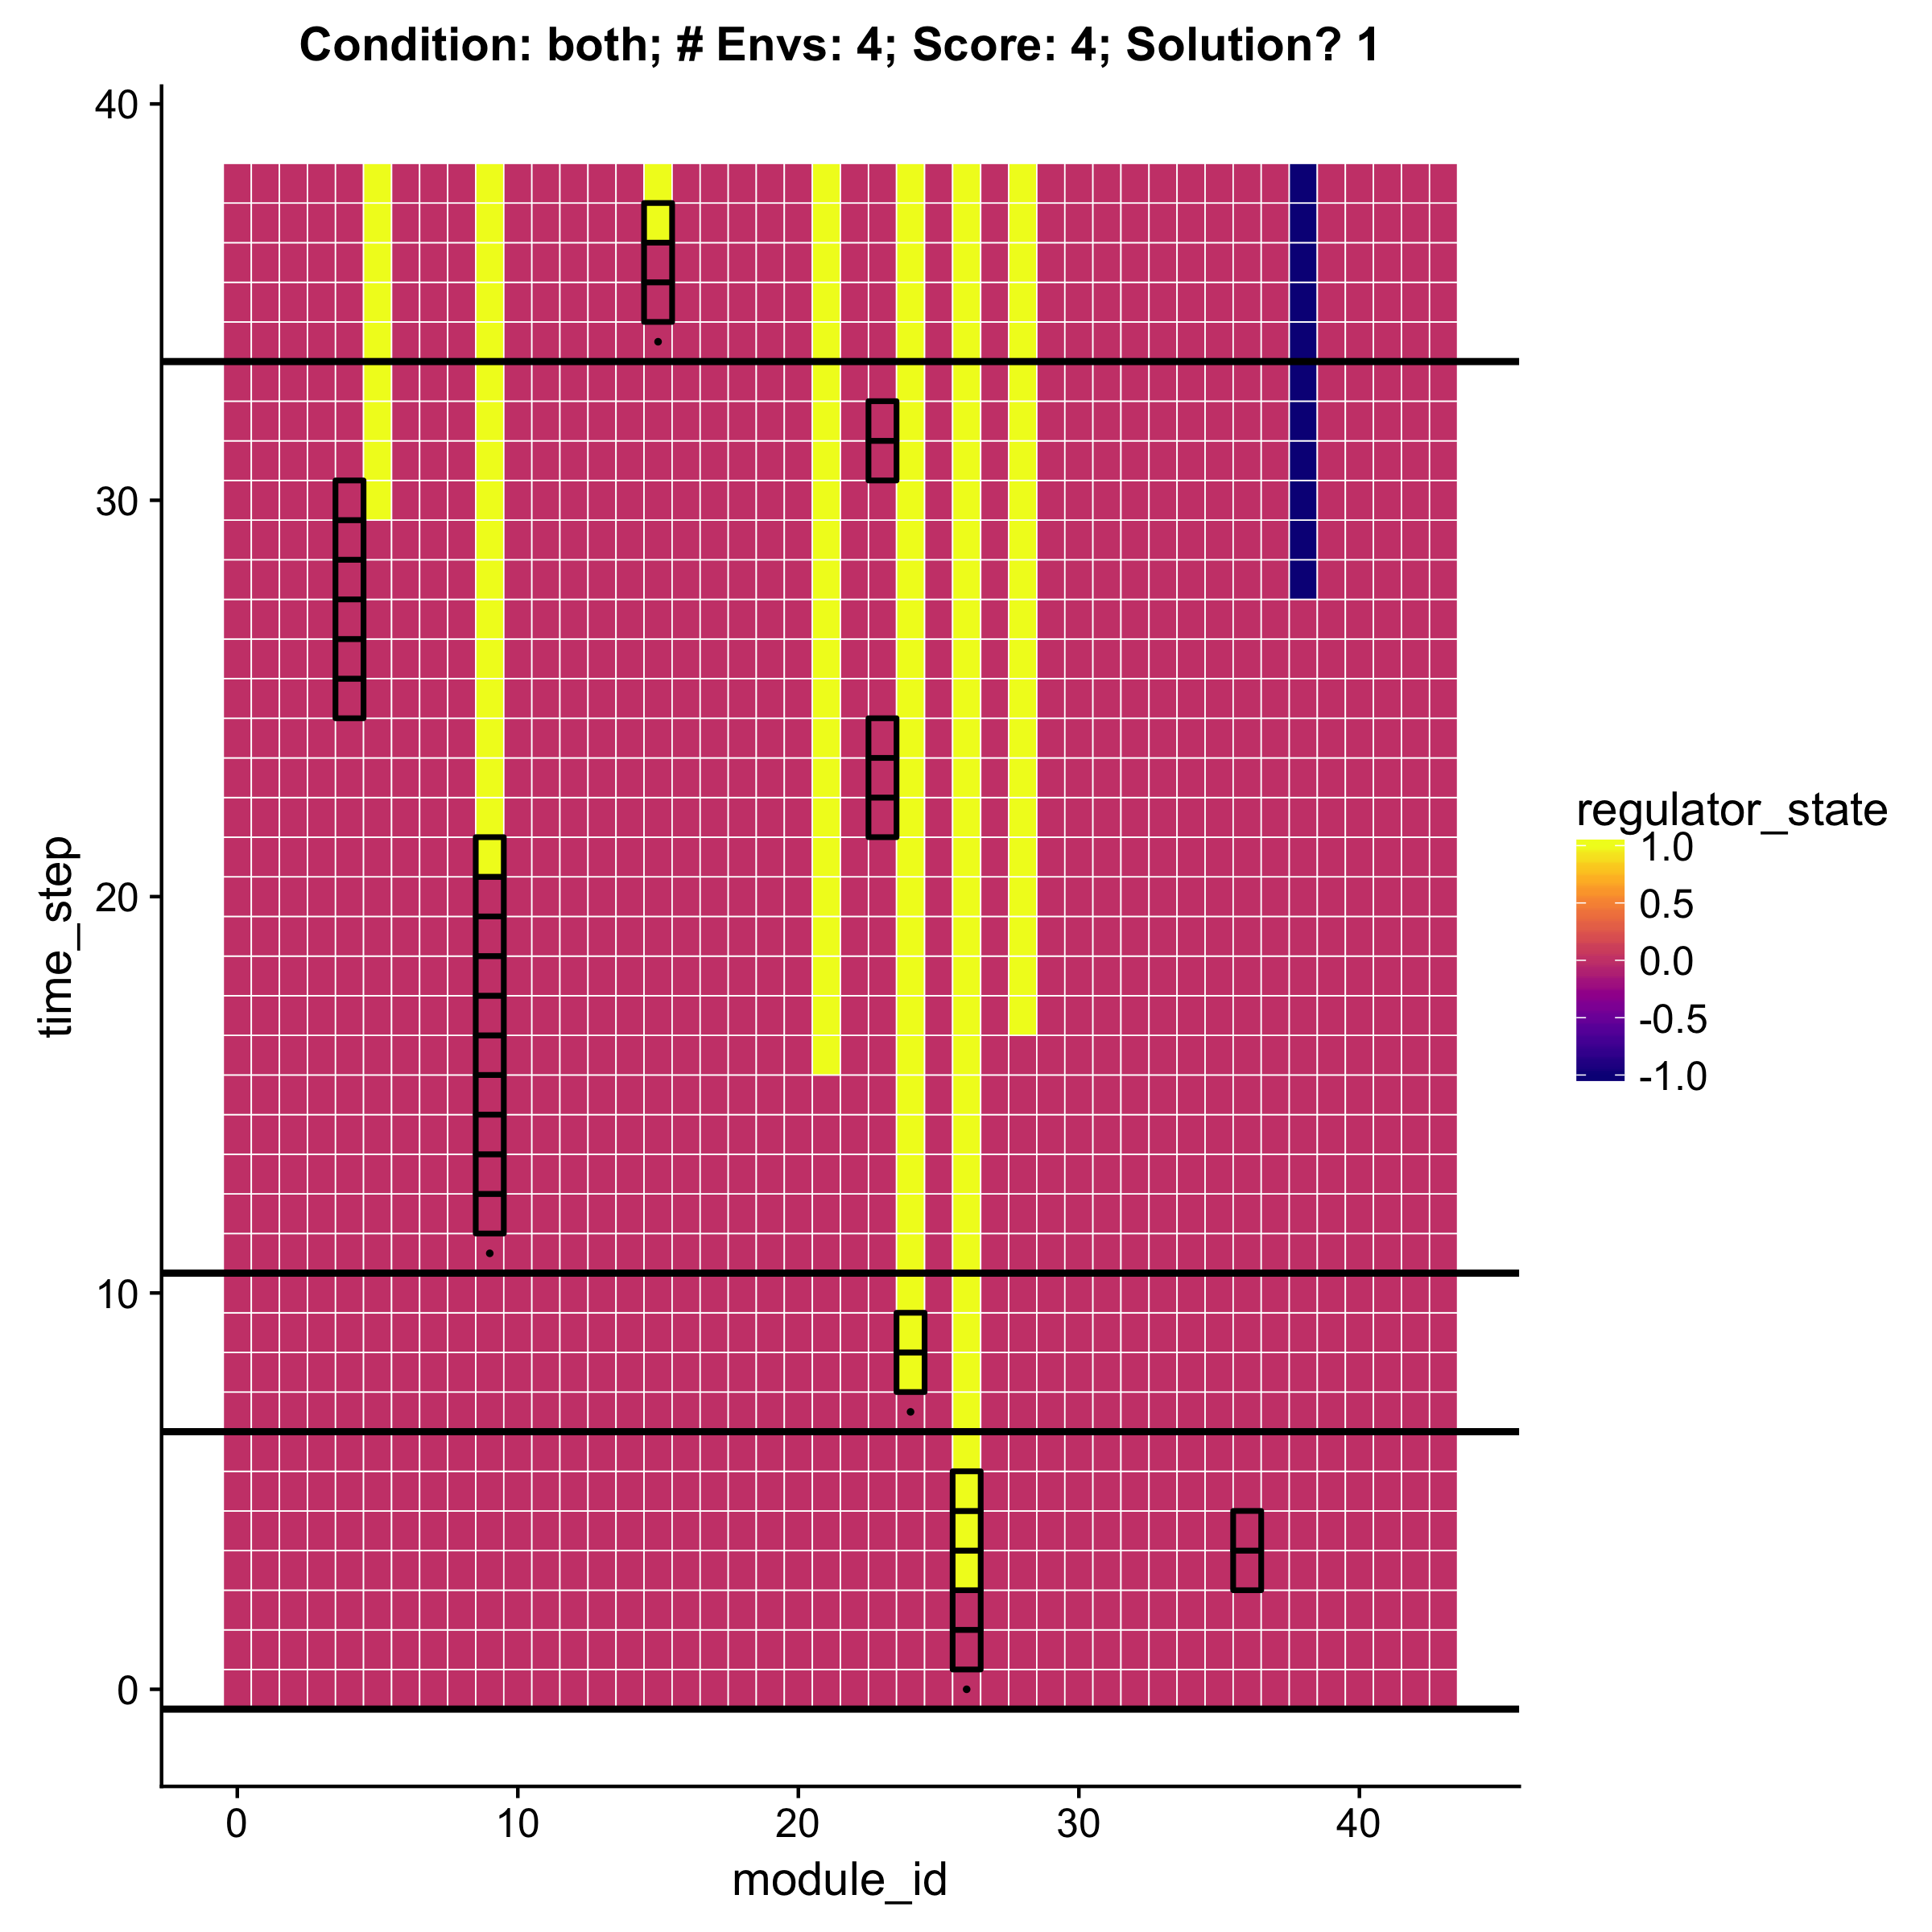 Condition: both; # Envs: 4; Score: 4; Solution? 1
40
30
20
10
0
time_step
0 10 20 30 40
module_id
regulator_state
1.0
0.5
0.0
-0.5
-1.0